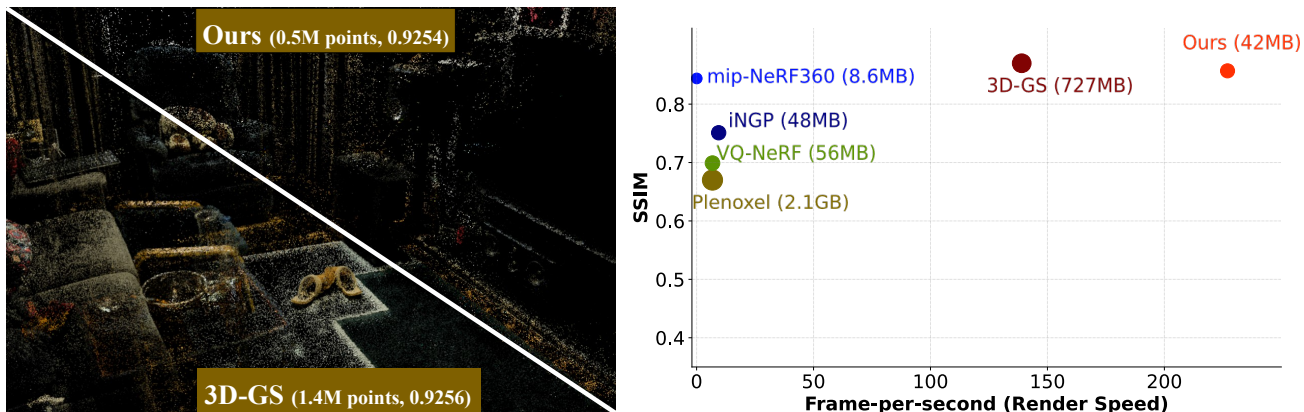 Ours (0.5M points, 0.9254)
3D-GS (1.4M points, 0.9256)
SSIM
0.8
0.7
0.6
0.5
0.4
mip-NeRF360 (8.6MB)
iNGP (48MB)
VQ-NeRF (56MB)
Plenoxel (2.1GB)
3D-GS (727MB)
Ours (42MB)
0 50 100 150 200
Frame-per-second (Render Speed)